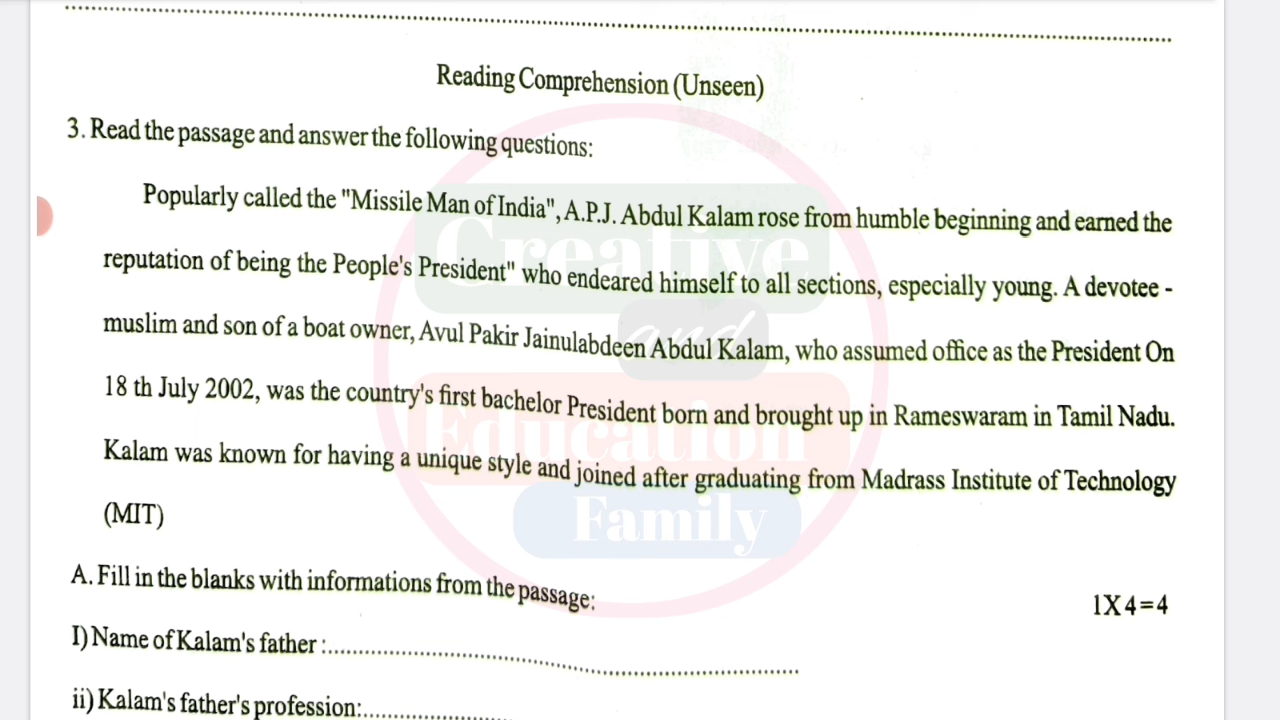 Reading Comprehension (Unseen)
3. Read the passage and answer the following questions:
Popularly called the "Missile Man of India", A.P.J. Abdul Kalam rose from humble beginning and earned the
reputation of being the People's President" who endeared himself to all sections, especially young. A devotee -
muslim and son of a boat owner, Avul Pakir Jainulabdeen Abdul Kalam, who assumed office as the President On
18 th July 2002, was the country's first bachelor President born and brought up in Rameswaram in Tamil Nadu.
Kalam was known for having a unique style and joined after graduating from Madrass Institute of Technology
(MIT)
A. Fill in the blanks with informations from the passage:
1X4=4
I) Name of Kalam's father :
ii) Kalam's father's profession:
Creative
and
Education
Family